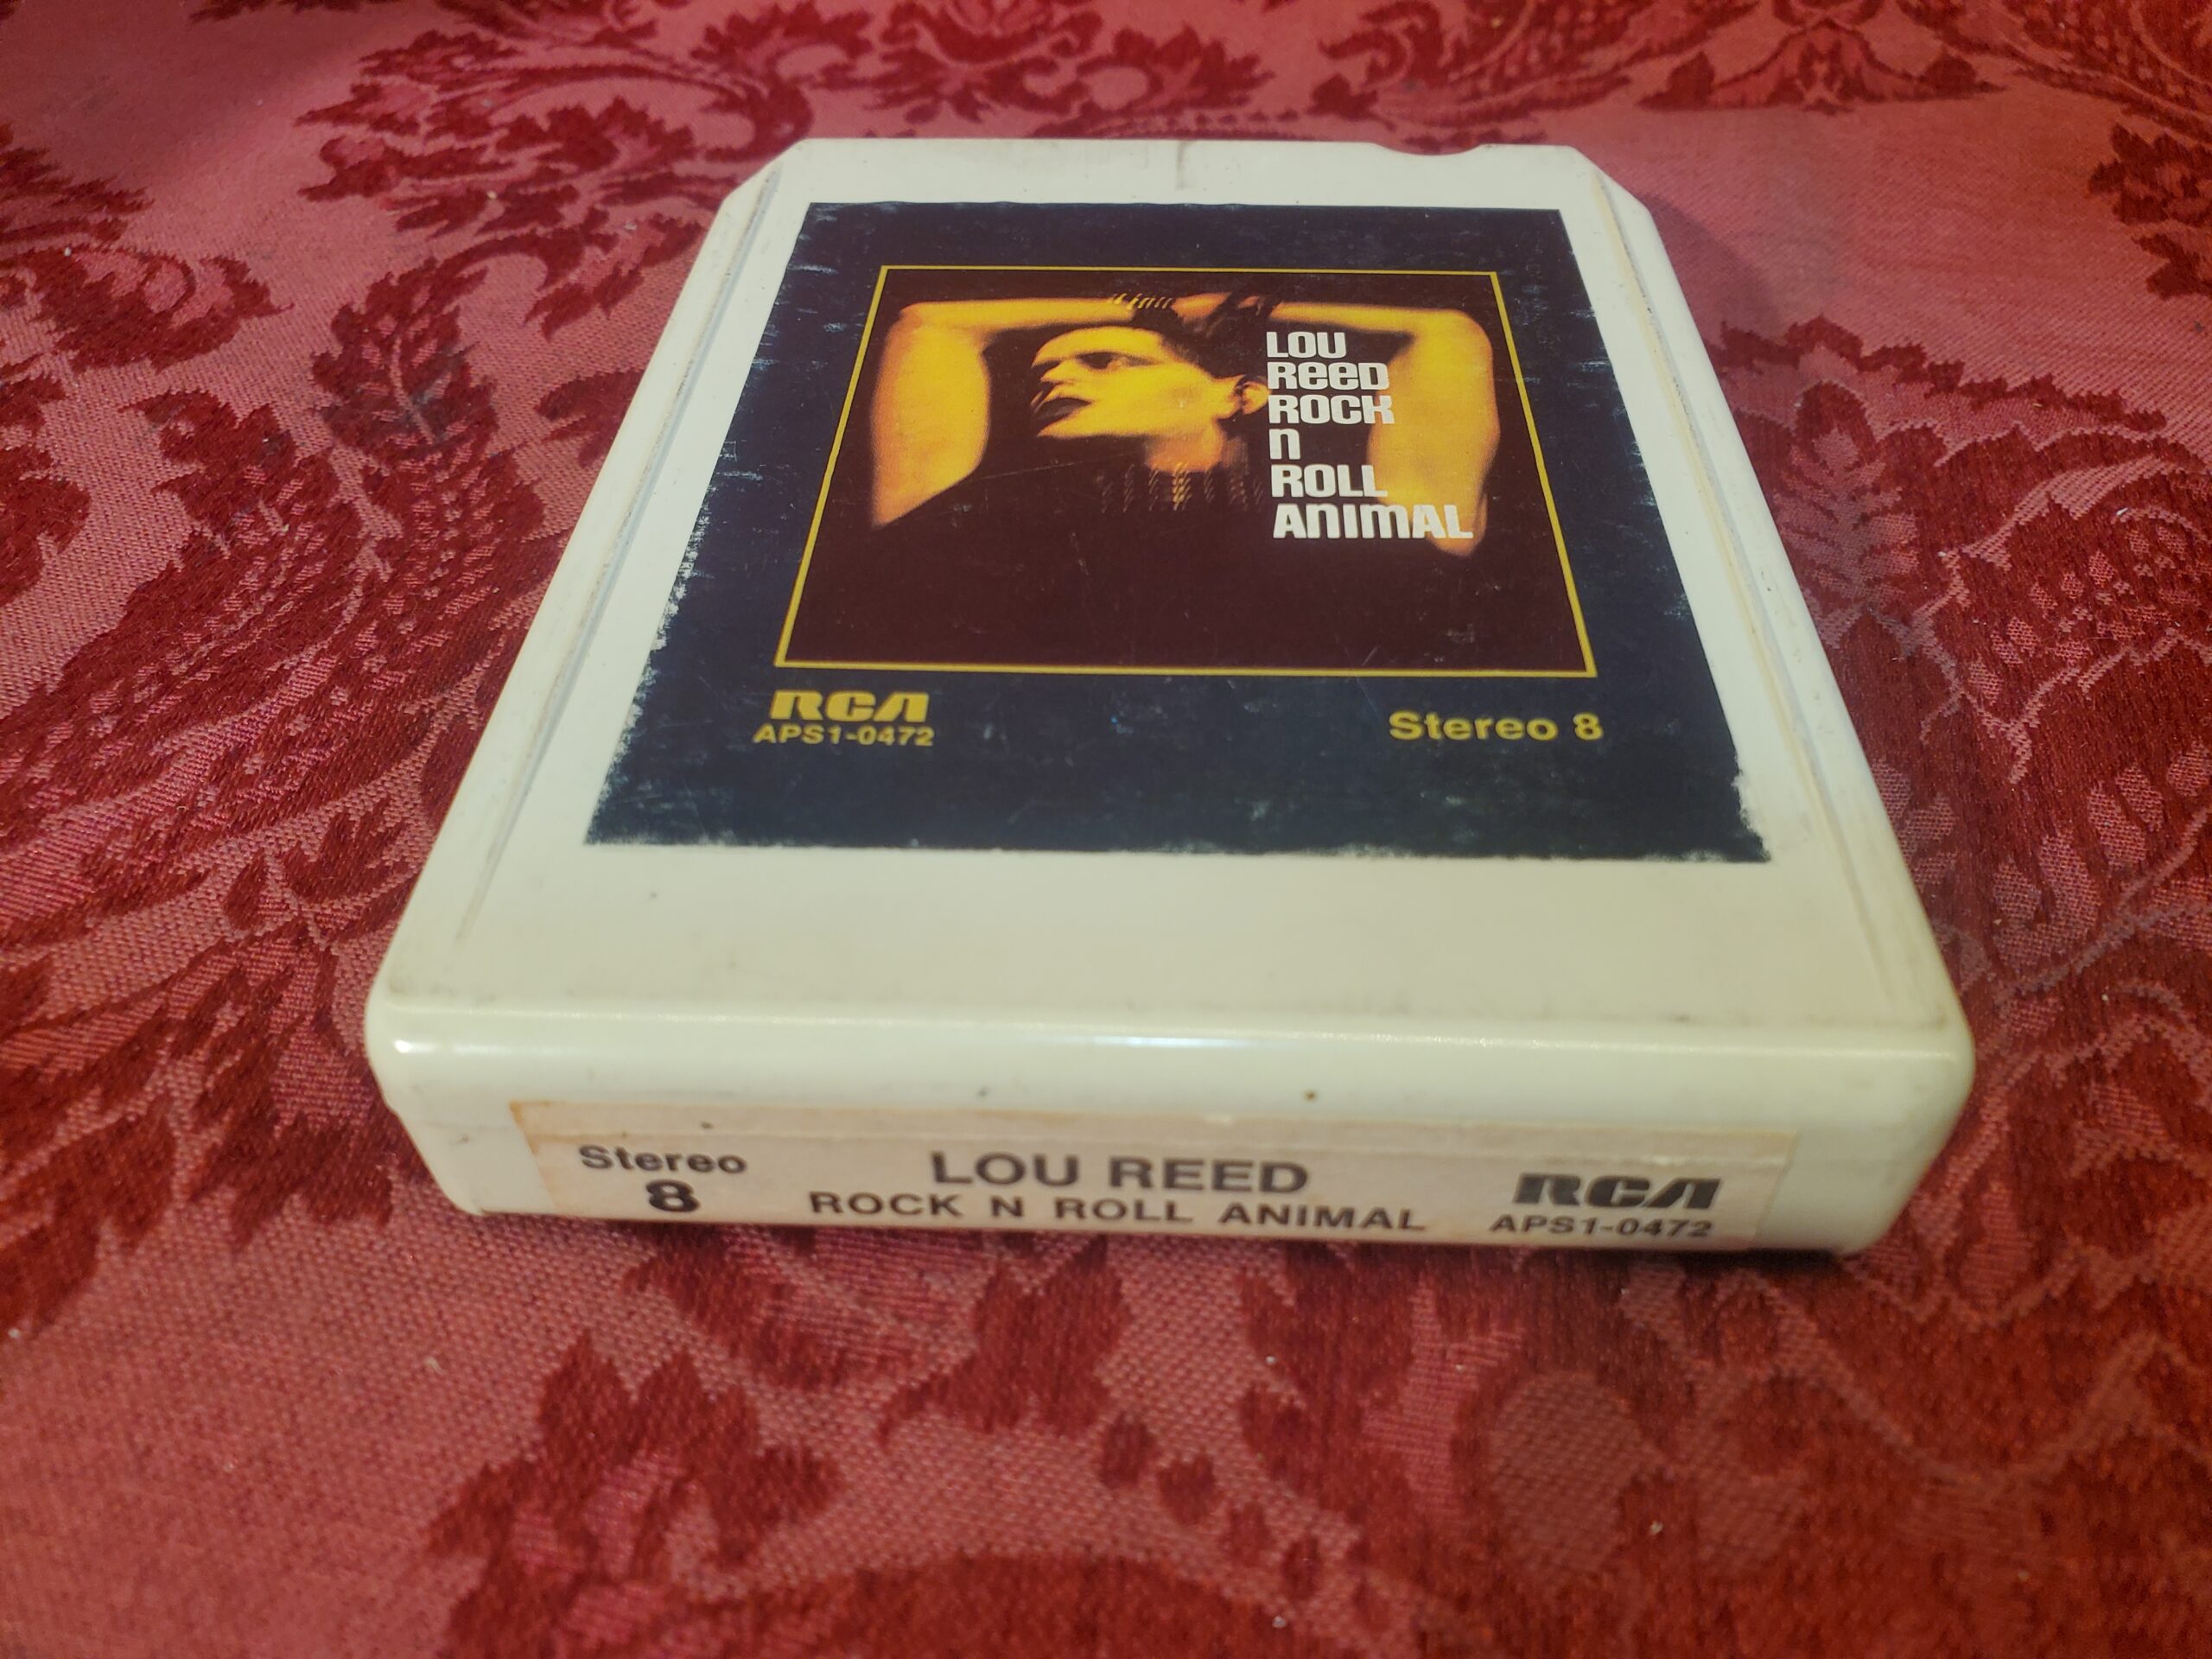 LOU
REED
ROCK
N
ROLL
ANIMAL
RCA
APS1-0472
Stereo 8
Stereo
8
LOU REED
ROCK N ROLL ANIMAL
RCA
APS1-0472